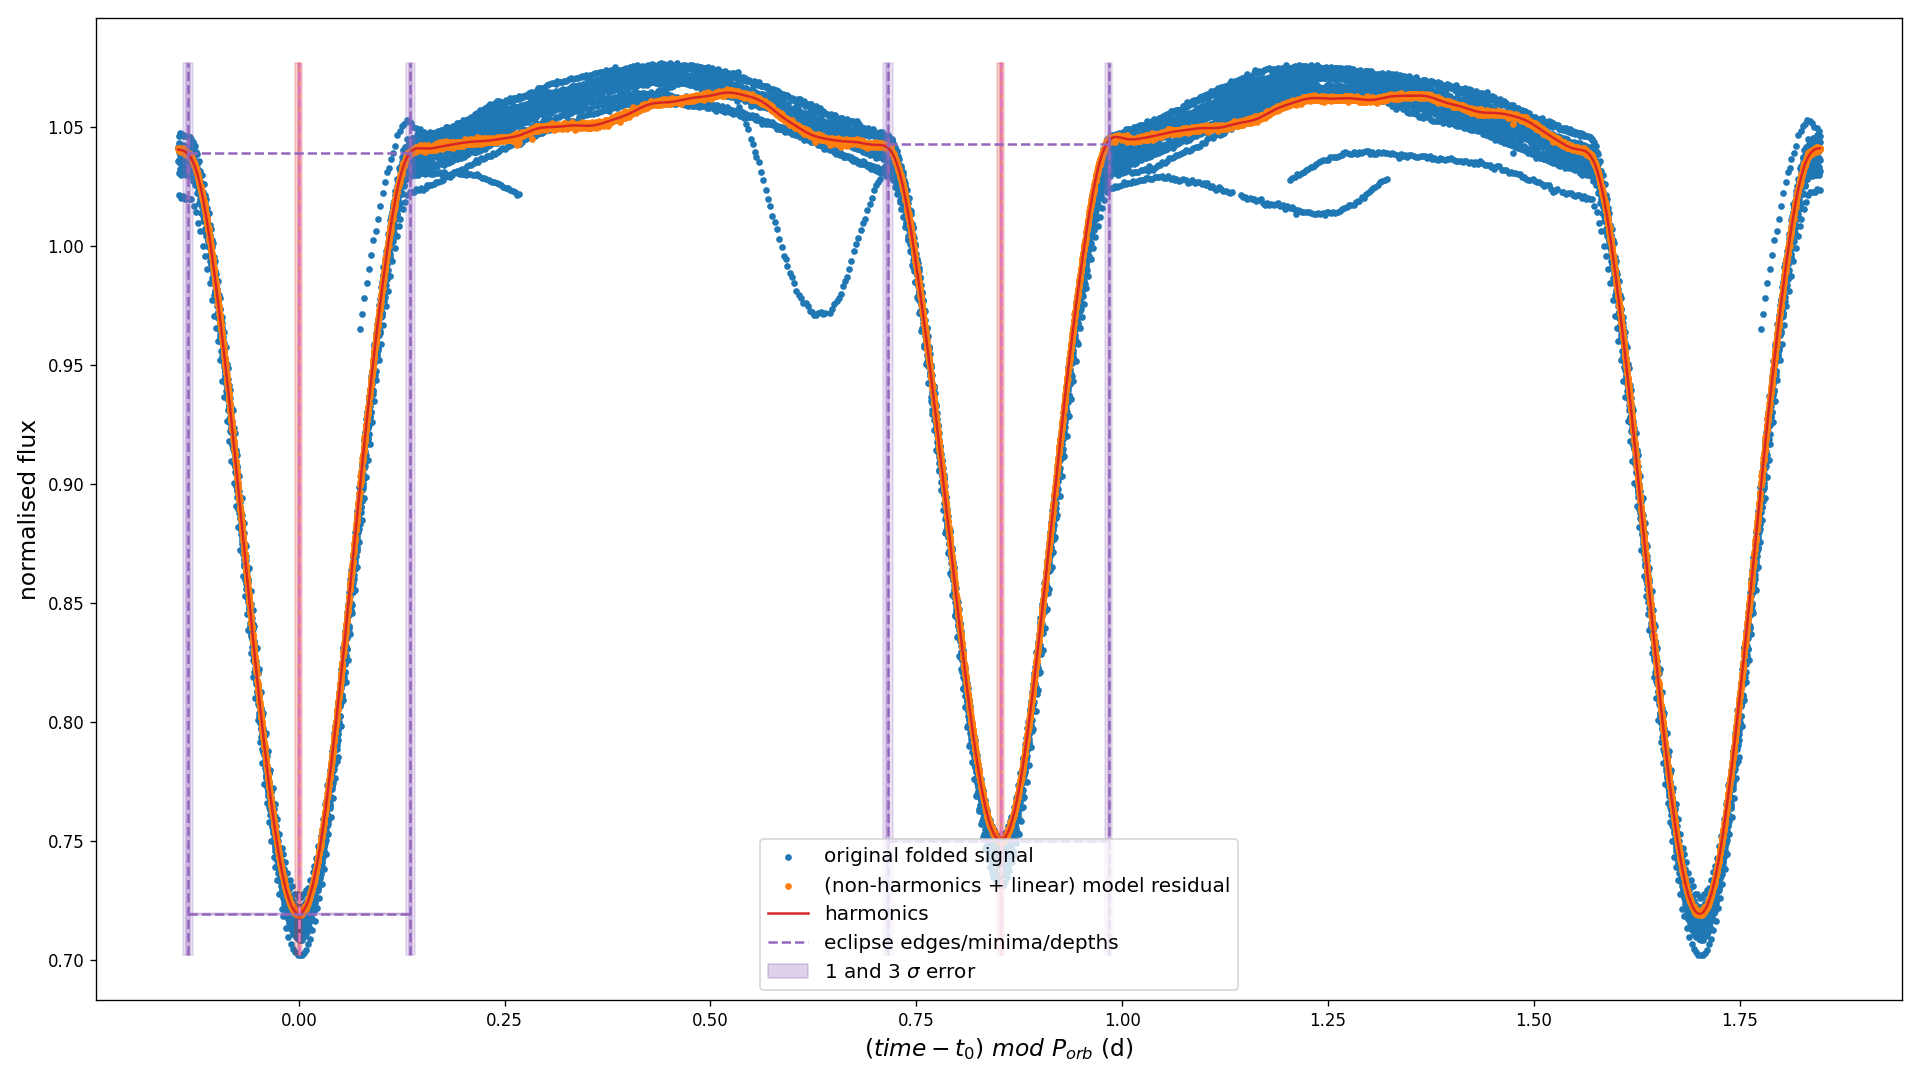 normalised flux
1.05
1.00
0.95
0.90
0.85
0.80
0.75
0.70
original folded signal
(non-harmonics + linear) model residual
harmonics
eclipse edges/minima/depths
1 and 3 σ error
0.00 0.25 0.50 0.75 1.00 1.25 1.50 1.75
(time − t₀) mod Pₒᵣb (d)